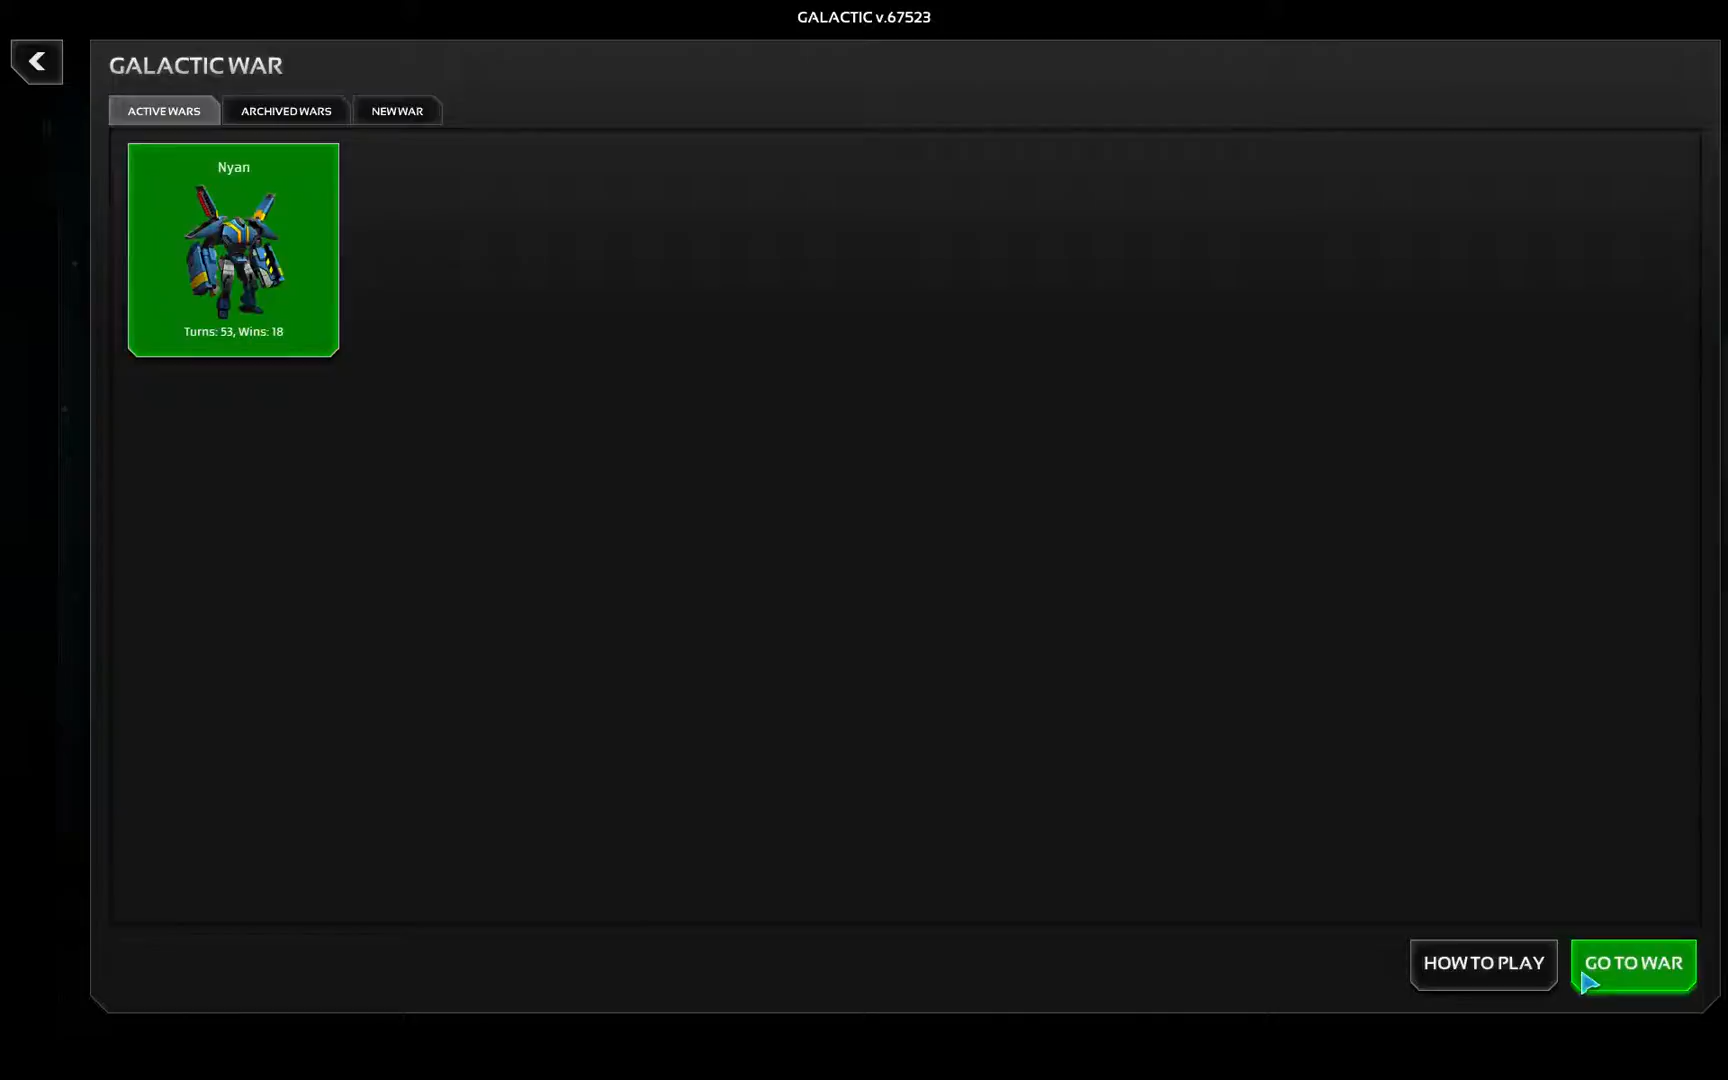 GALACTIC v.67523
GALACTIC WAR
ACTIVE WARS
ARCHIVED WARS
NEW WAR
Nyan
Turns: 53, Wins: 18
HOW TO PLAY
GO TO WAR